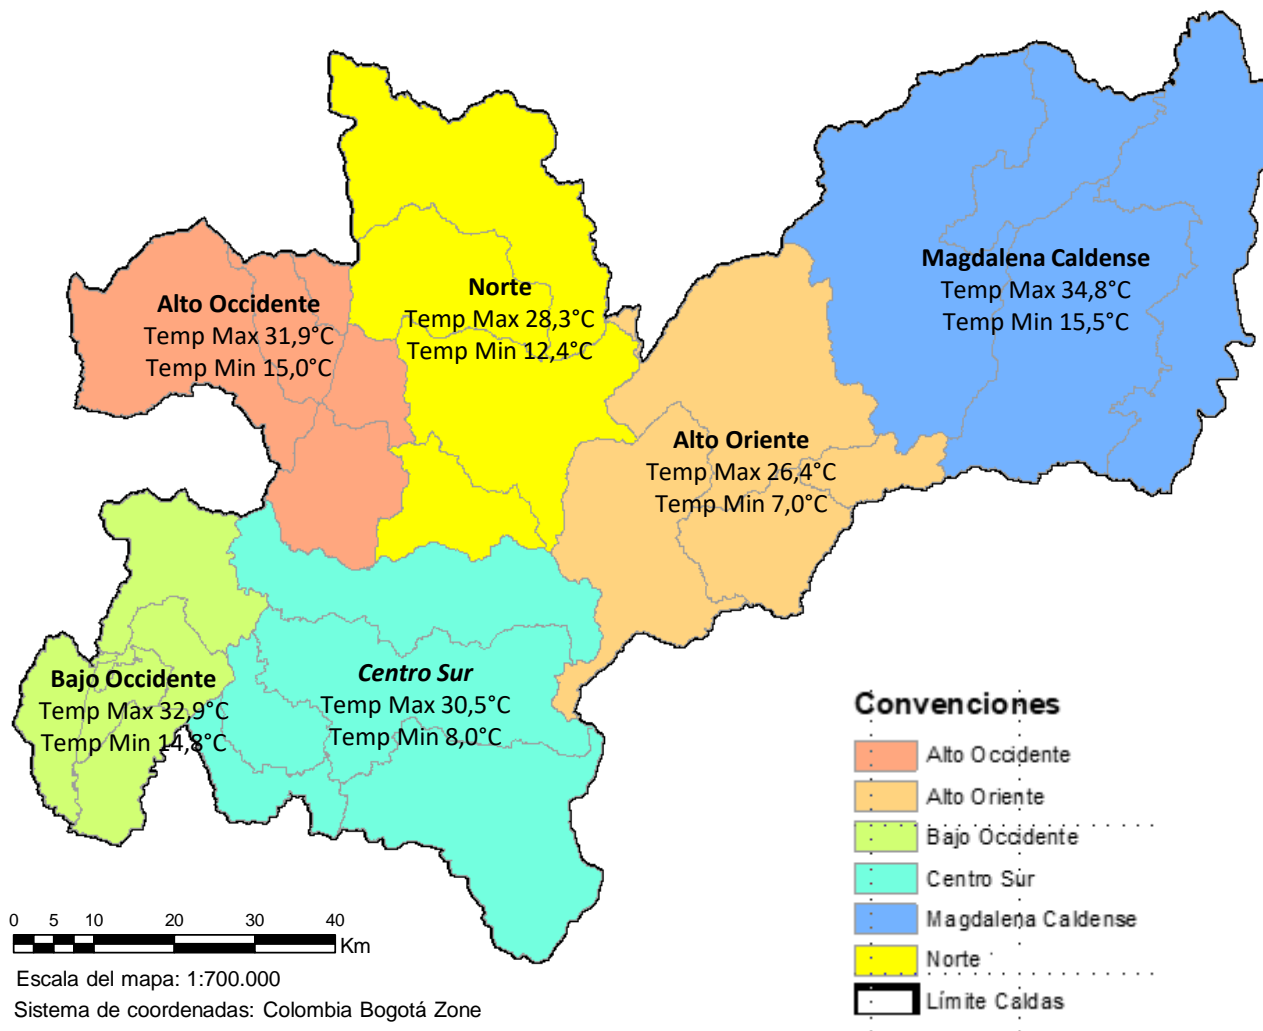 Magdalena Caldense
Temp Max 34,8°C
Temp Min 15,5°C
Norte
Temp Max 28,3°C
Temp Min 12,4°C
Alto Occidente
Temp Max 31,9°C
Temp Min 15,0°C
Alto Oriente
Temp Max 26,4°C
Temp Min 7,0°C
Bajo Occidente
Temp Max 32,9°C
Temp Min 14,8°C
Centro Sur
Temp Max 30,5°C
Temp Min 8,0°C
Convenciones
Alto Occidente
Alto Oriente
Bajo Occidente
Centro Sur
Magdalena Caldense
Norte
Límite Caldas
0 5 10 20 30 40
Km
Escala del mapa: 1:700.000
Sistema de coordenadas: Colombia Bogotá Zone